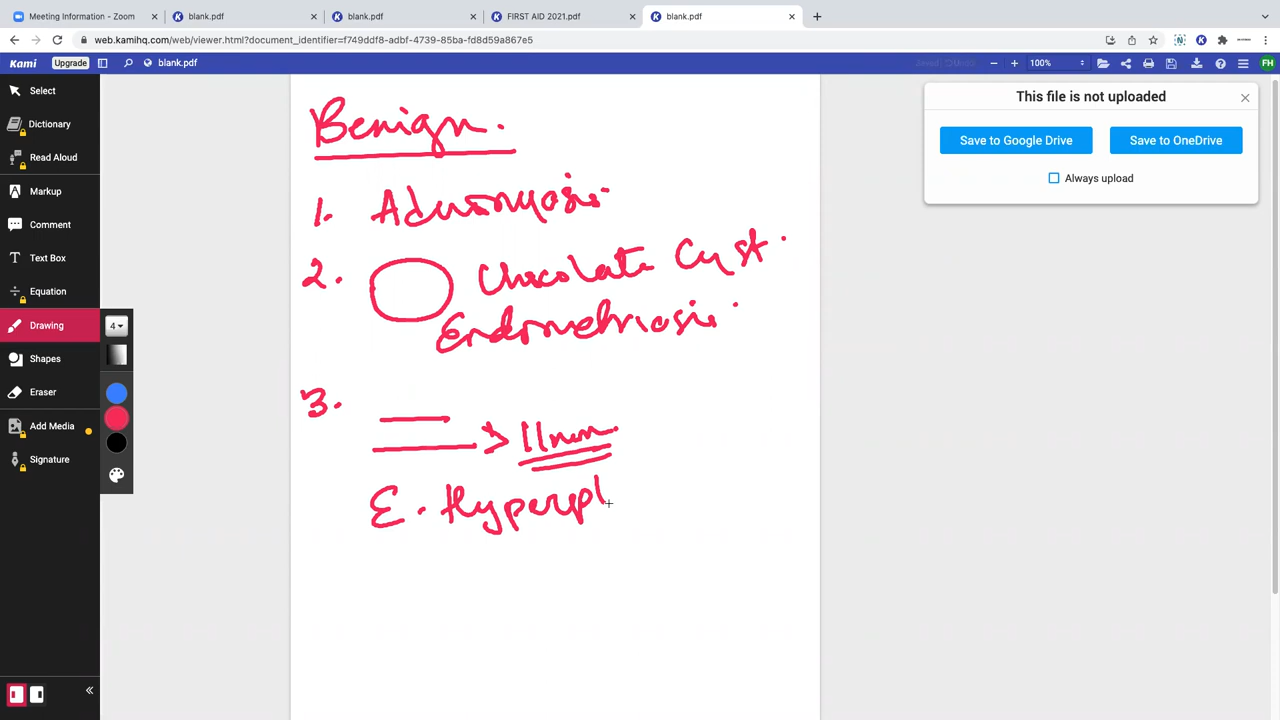 Meeting Information - Zoom
blank.pdf
blank.pdf
FIRST AID 2021.pdf
blank.pdf
web.kamihq.com/web/viewer.html?document_identifier=f749ddf8-adbf-4739-85ba-fd8d59a867e5
Kami
Upgrade
blank.pdf
100%
FH
Select
Dictionary
Read Aloud
Markup
Comment
Text Box
Equation
Drawing
Shapes
Eraser
Add Media
Signature
4
This file is not uploaded
Save to Google Drive
Save to OneDrive
Always upload
Benign.
1. Adenomyosis.
2. Chocolate Cyst.
Endometriosis.
3.
> 11mm.
E. Hyperpl